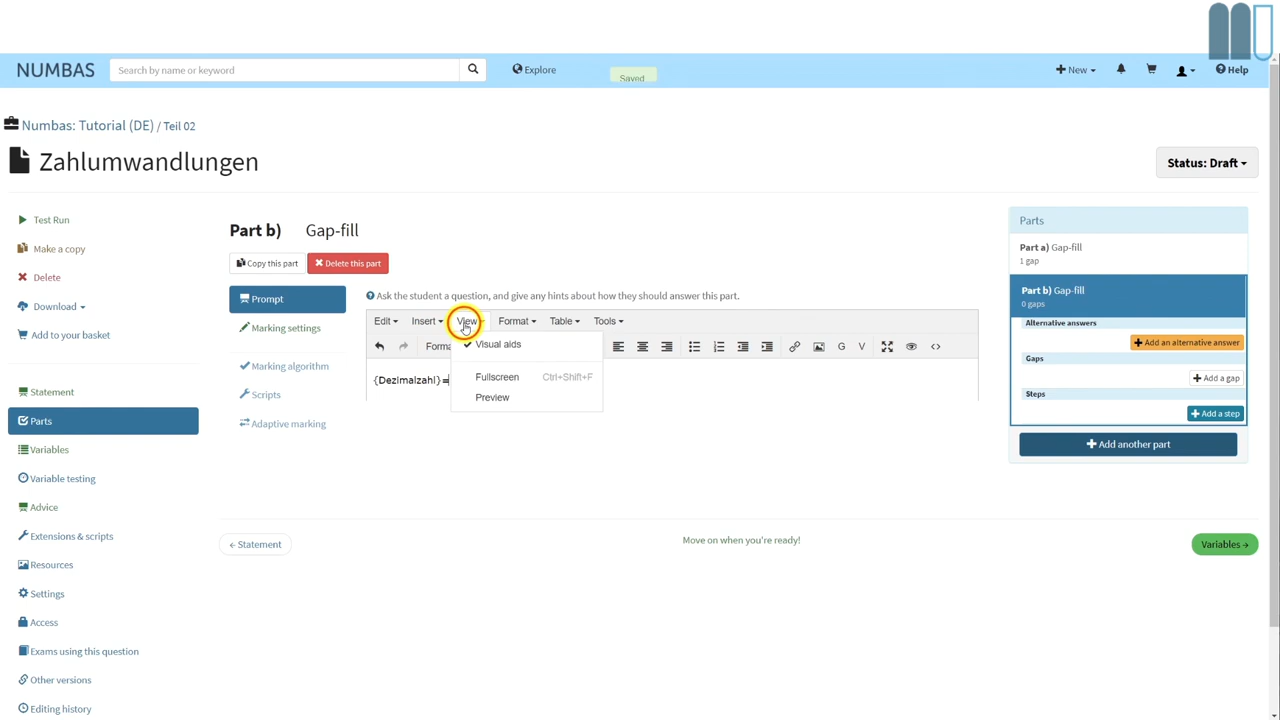 NUMBAS
Search by name or keyword
Explore
Saved
New
Help
Numbas: Tutorial (DE) / Teil 02
Zahlumwandlungen
Status: Draft
Test Run
Make a copy
Delete
Download
Add to your basket
Statement
Parts
Variables
Variable testing
Advice
Extensions & scripts
Resources
Settings
Access
Exams using this question
Other versions
Editing history
Part b) Gap-fill
Copy this part
Delete this part
Prompt
Marking settings
Marking algorithm
Scripts
Adaptive marking
Ask the student a question, and give any hints about how they should answer this part.
Edit Insert View Format Table Tools
G V
{Dezimalzahl}=
Visual aids
Fullscreen Ctrl+Shift+F
Preview
← Statement
Move on when you're ready!
Variables →
Parts
Part a) Gap-fill
1 gap
Part b) Gap-fill
0 gaps
Alternative answers
Add an alternative answer
Gaps
Add a gap
Steps
Add a step
Add another part